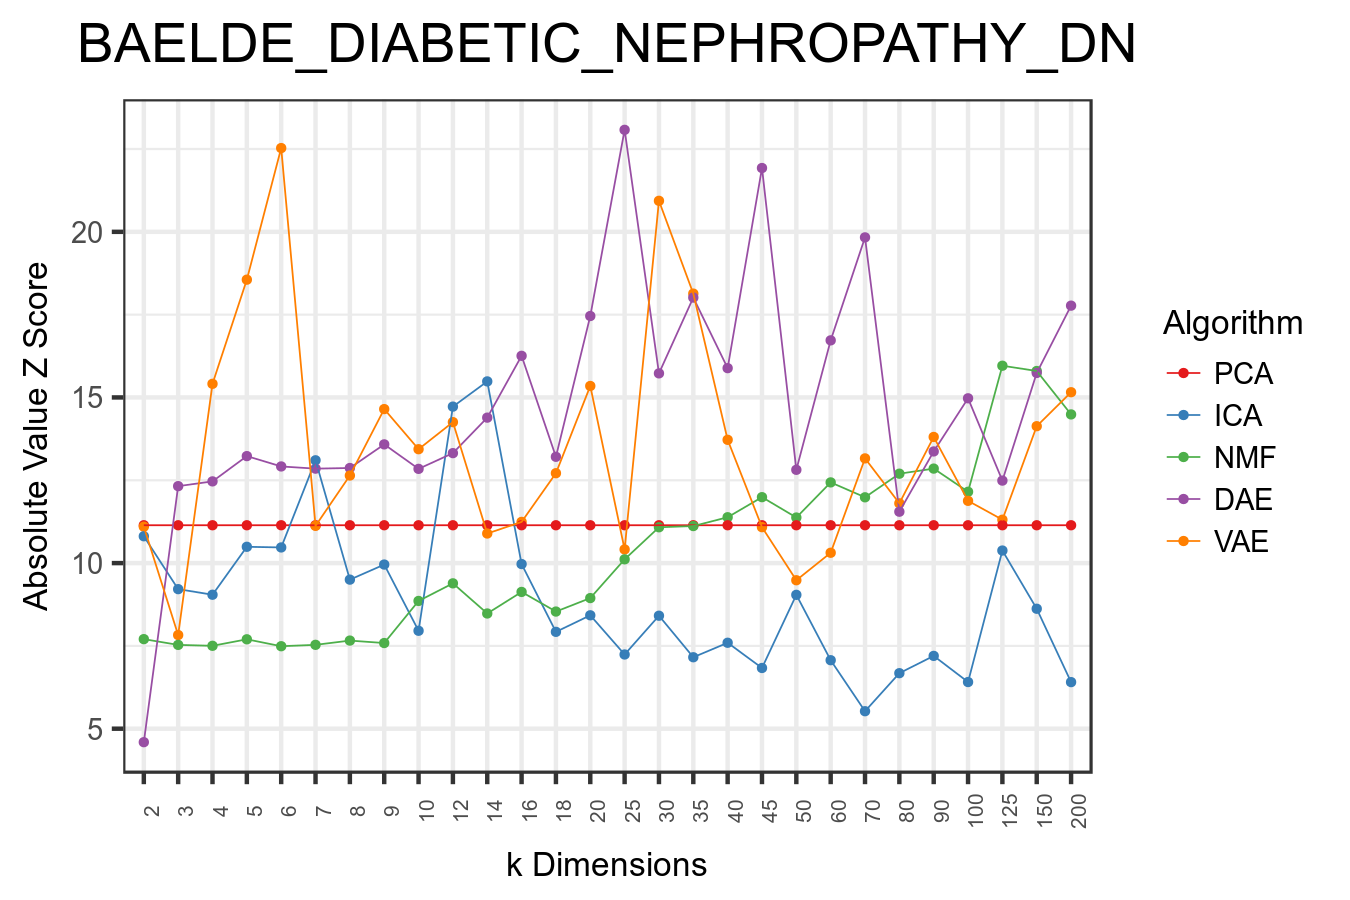 BAELDE_DIABETIC_NEPHROPATHY_DN
Absolute Value Z Score
20
15
10
5
2 3 4 5 6 7 8 9 10 12 14 16 18 20 25 30 35 40 45 50 60 70 80 90 100 125 150 200
k Dimensions
Algorithm
PCA
ICA
NMF
DAE
VAE